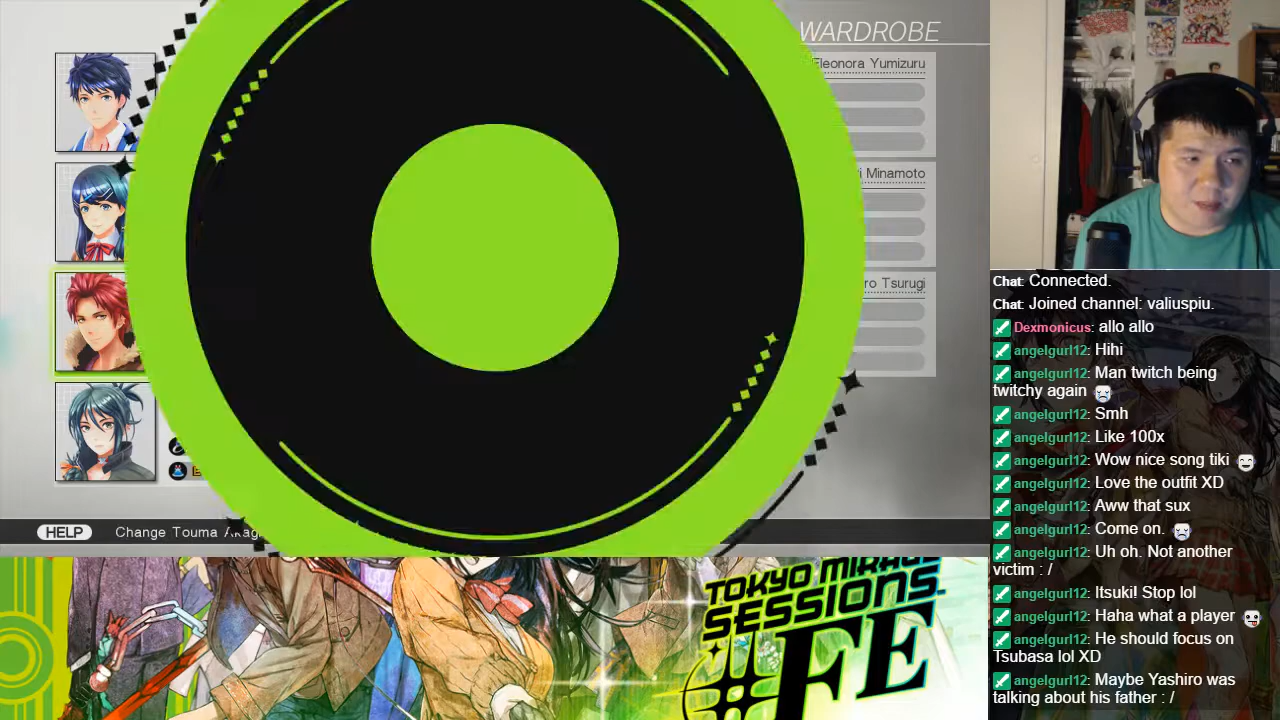 WARDROBE
Eleonora Yumizuru
Minamoto
Tsurugi
HELP
Change Touma Akagi
TOKYO MIRAGE
SESSIONS
#FE
Chat: Connected.
Chat: Joined channel: valiuspiu.
Dexmonicus: allo allo
angelgurl12: Hihi
angelgurl12: Man twitch being
twitchy again
angelgurl12: Smh
angelgurl12: Like 100x
angelgurl12: Wow nice song tiki
angelgurl12: Love the outfit XD
angelgurl12: Aww that sux
angelgurl12: Come on.
angelgurl12: Uh oh. Not another
victim : /
angelgurl12: Itsuki! Stop lol
angelgurl12: Haha what a player
angelgurl12: He should focus on
Tsubasa lol XD
angelgurl12: Maybe Yashiro was
talking about his father : /